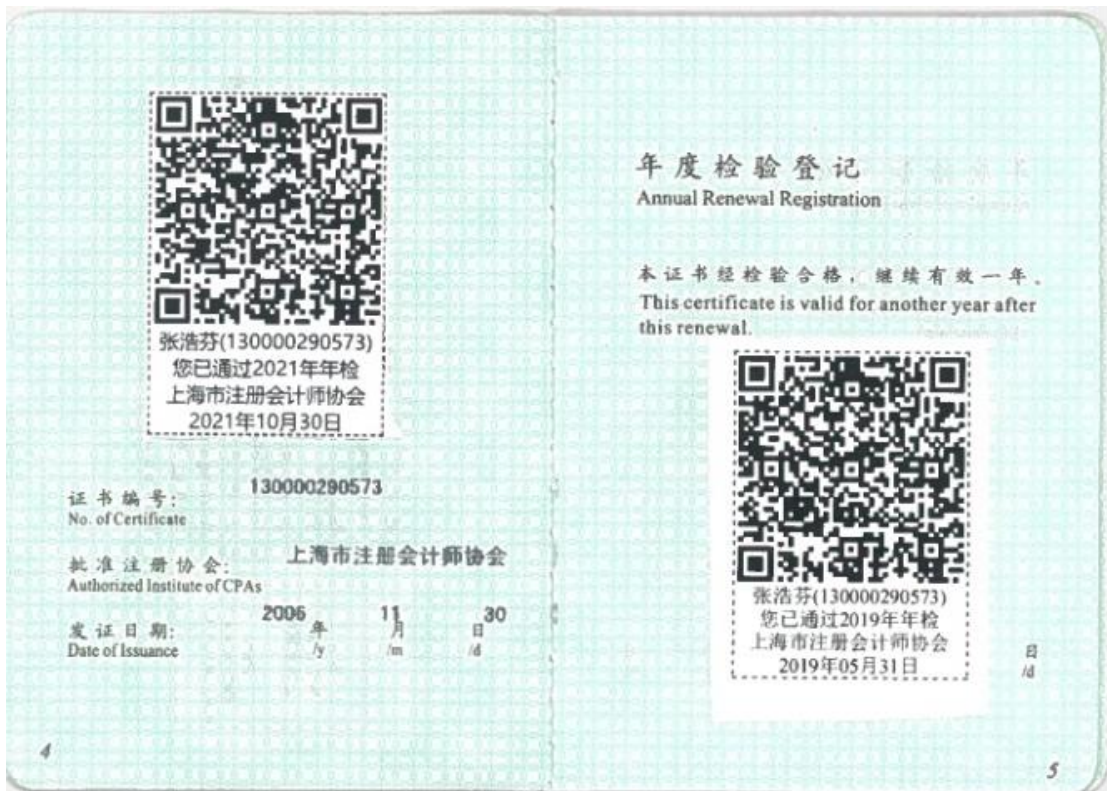 张浩芬(130000290573)
您已通过2021年年检
上海市注册会计师协会
2021年10月30日
证书编号: 130000290573
No. of Certificate
批准注册协会: 上海市注册会计师协会
Authorized Institute of CPAs
发证日期: 2006 年 11 月 30 日
Date of Issuance /y /m /d
4
年度检验登记
Annual Renewal Registration
本证书经检验合格，继续有效一年。
This certificate is valid for another year after
this renewal.
张浩芬(130000290573)
您已通过2019年年检
上海市注册会计师协会
2019年05月31日
日
/d
5